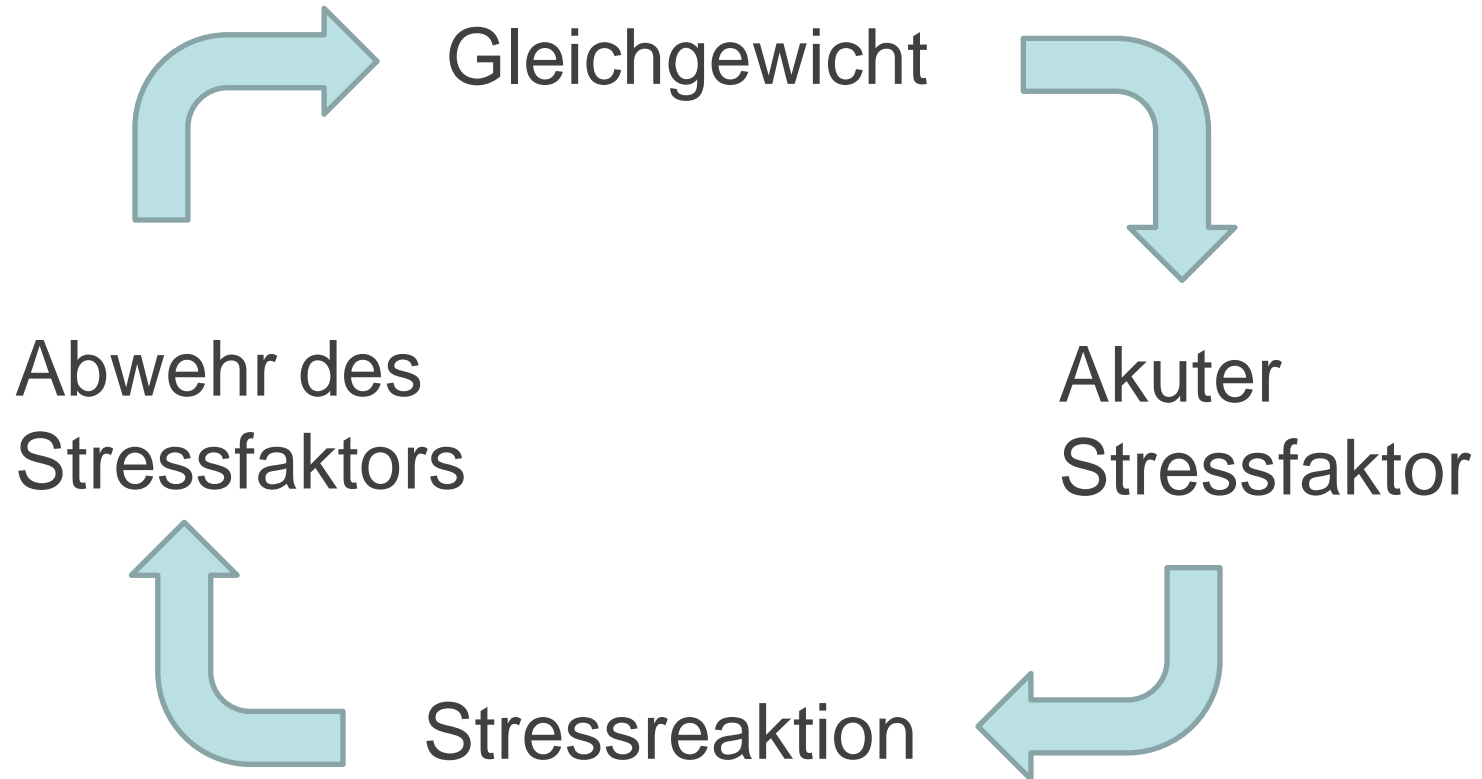 Gleichgewicht
Akuter
Stressfaktor
Stressreaktion
Abwehr des
Stressfaktors